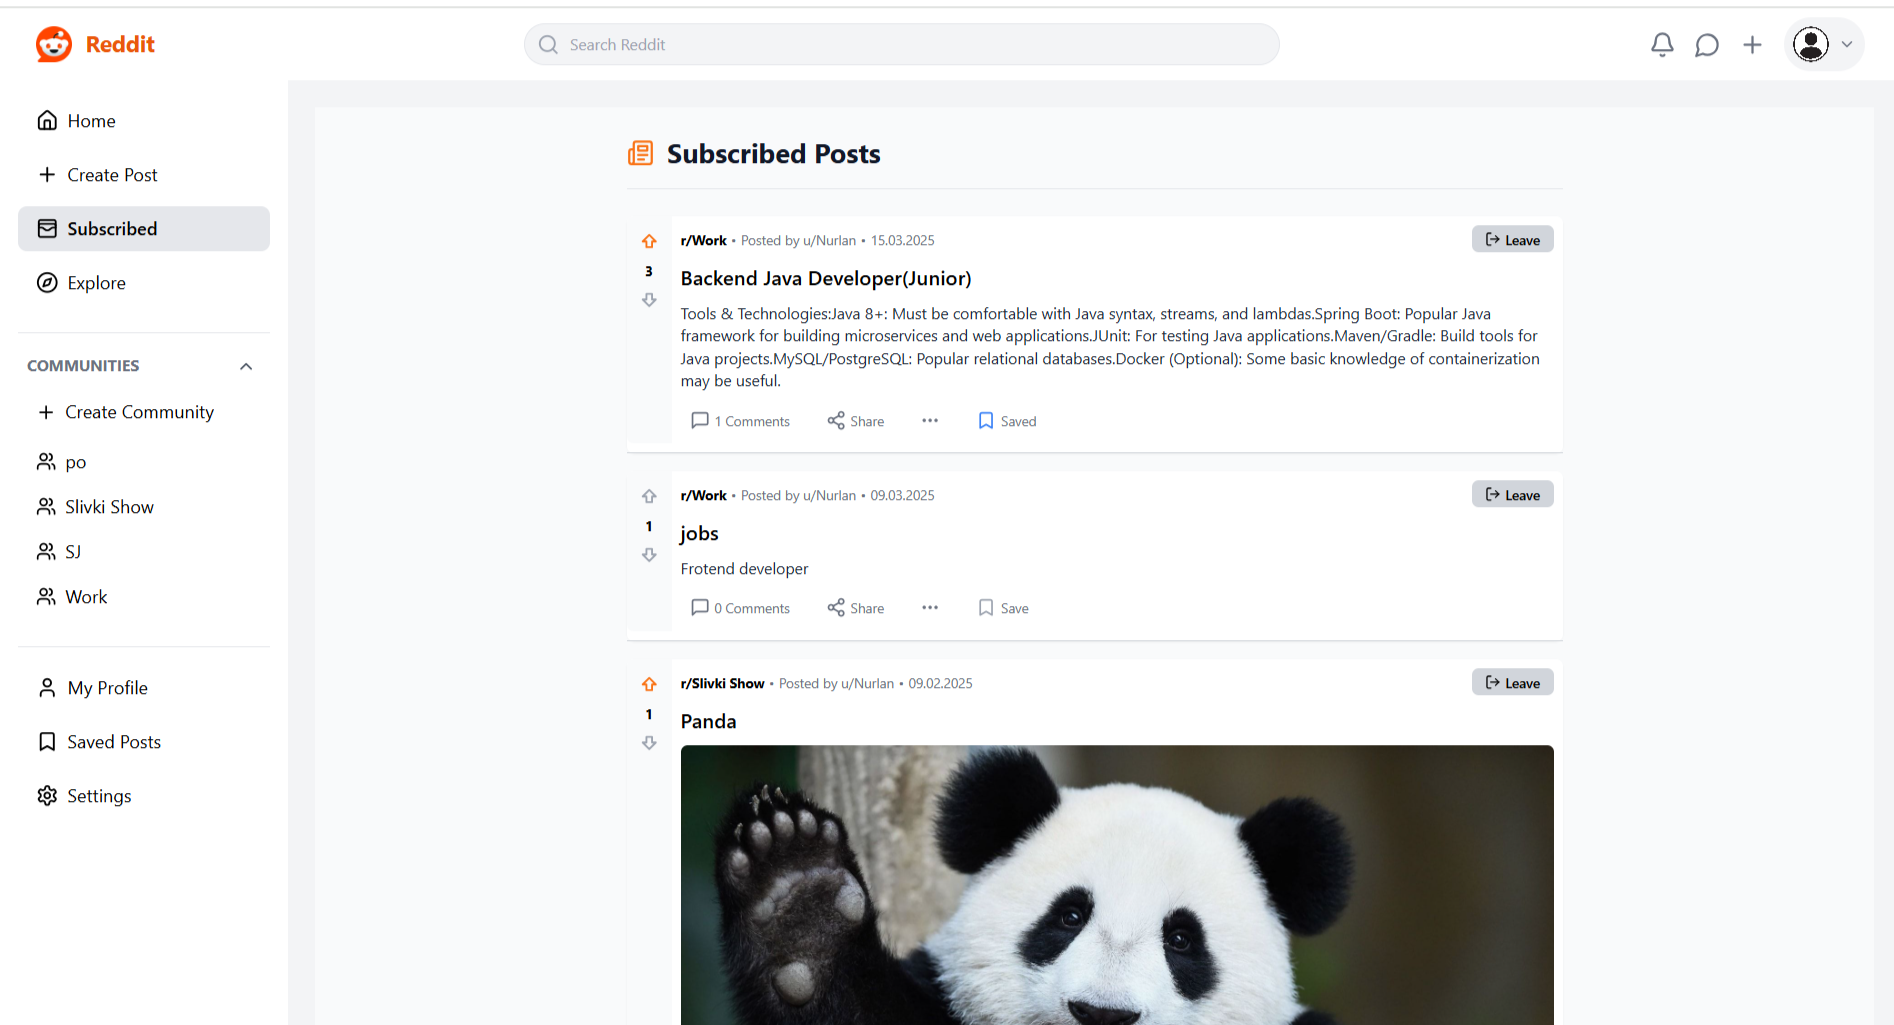 Reddit
Search Reddit
Home
Create Post
Subscribed
Explore
COMMUNITIES
Create Community
po
Slivki Show
SJ
Work
My Profile
Saved Posts
Settings
Subscribed Posts
r/Work • Posted by u/Nurlan • 15.03.2025
Leave
3
Backend Java Developer(Junior)
Tools & Technologies:Java 8+: Must be comfortable with Java syntax, streams, and lambdas.Spring Boot: Popular Java
framework for building microservices and web applications.JUnit: For testing Java applications.Maven/Gradle: Build tools for
Java projects.MySQL/PostgreSQL: Popular relational databases.Docker (Optional): Some basic knowledge of containerization
may be useful.
1 Comments Share ••• Saved
r/Work • Posted by u/Nurlan • 09.03.2025
Leave
1
jobs
Frotend developer
0 Comments Share ••• Save
r/Slivki Show • Posted by u/Nurlan • 09.02.2025
Leave
1
Panda